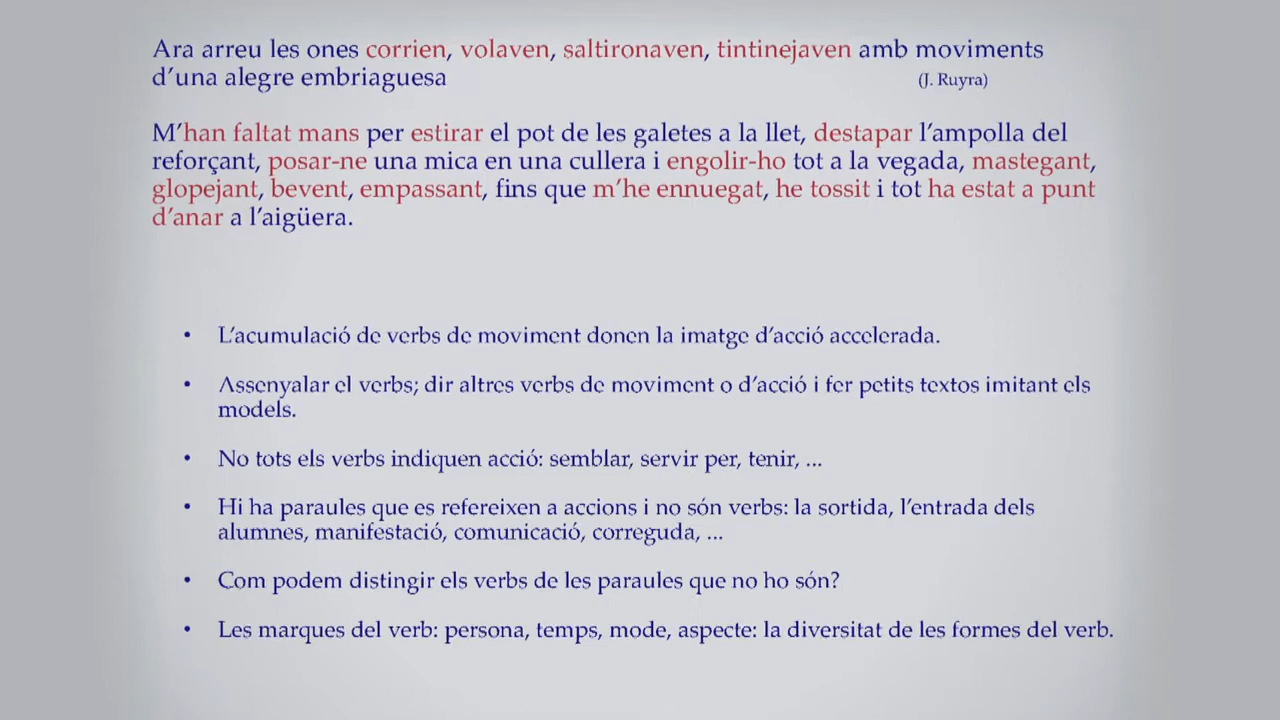 Ara arreu les ones corrien, volaven, saltironaven, tintinejaven amb moviments
d’una alegre embriaguesa (J. Ruyra)
M’han faltat mans per estirar el pot de les galetes a la llet, destapar l’ampolla del
reforçant, posar-ne una mica en una cullera i engolir-ho tot a la vegada, mastegant,
glopejant, bevent, empassant, fins que m’he ennuegat, he tossit i tot ha estat a punt
d’anar a l’aigüera.
• L’acumulació de verbs de moviment donen la imatge d’acció accelerada.
• Assenyalar el verbs; dir altres verbs de moviment o d’acció i fer petits textos imitant els
models.
• No tots els verbs indiquen acció: semblar, servir per, tenir, ...
• Hi ha paraules que es refereixen a accions i no són verbs: la sortida, l’entrada dels
alumnes, manifestació, comunicació, correguda, ...
• Com podem distingir els verbs de les paraules que no ho són?
• Les marques del verb: persona, temps, mode, aspecte: la diversitat de les formes del verb.